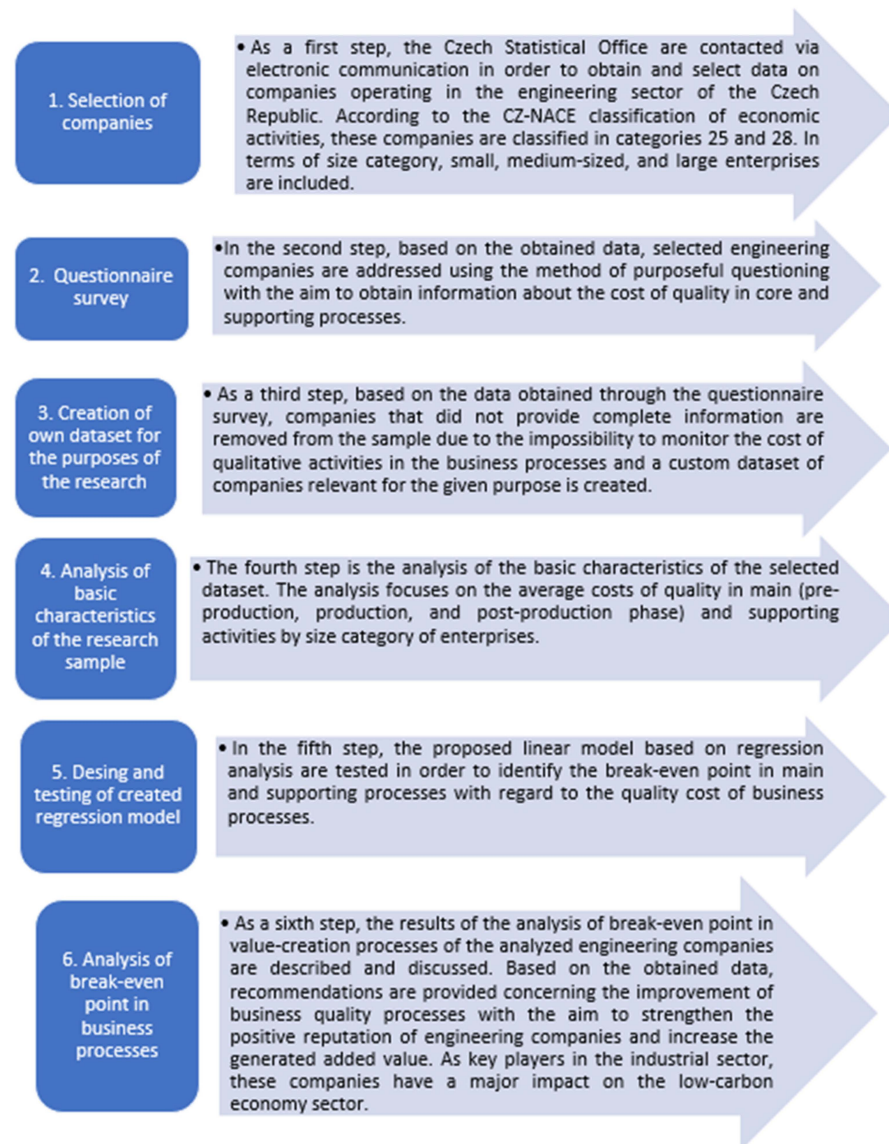 1. Selection of
companies
• As a first step, the Czech Statistical Office are contacted via
electronic communication in order to obtain and select data on
companies operating in the engineering sector of the Czech
Republic. According to the CZ-NACE classification of economic
activities, these companies are classified in categories 25 and 28. In
terms of size category, small, medium-sized, and large enterprises
are included.
2. Questionnaire
survey
•In the second step, based on the obtained data, selected engineering
companies are addressed using the method of purposeful questioning
with the aim to obtain information about the cost of quality in core and
supporting processes.
3. Creation of
own dataset for
the purposes of
the research
• As a third step, based on the data obtained through the questionnaire
survey, companies that did not provide complete information are
removed from the sample due to the impossibility to monitor the cost of
qualitative activities in the business processes and a custom dataset of
companies relevant for the given purpose is created.
4. Analysis of
basic
characteristics
of the research
sample
• The fourth step is the analysis of the basic characteristics of the selected
dataset. The analysis focuses on the average costs of quality in main (pre-
production, production, and post-production phase) and supporting
activities by size category of enterprises.
5. Desing and
testing of created
regression model
• In the fifth step, the proposed linear model based on regression
analysis are tested in order to identify the break-even point in main
and supporting processes with regard to the quality cost of business
processes.
6. Analysis of
break-even
point in
business
processes
• As a sixth step, the results of the analysis of break-even point in
value-creation processes of the analyzed engineering companies
are described and discussed. Based on the obtained data,
recommendations are provided concerning the improvement of
business quality processes with the aim to strengthen the
positive reputation of engineering companies and increase the
generated added value. As key players in the industrial sector,
these companies have a major impact on the low-carbon
economy sector.